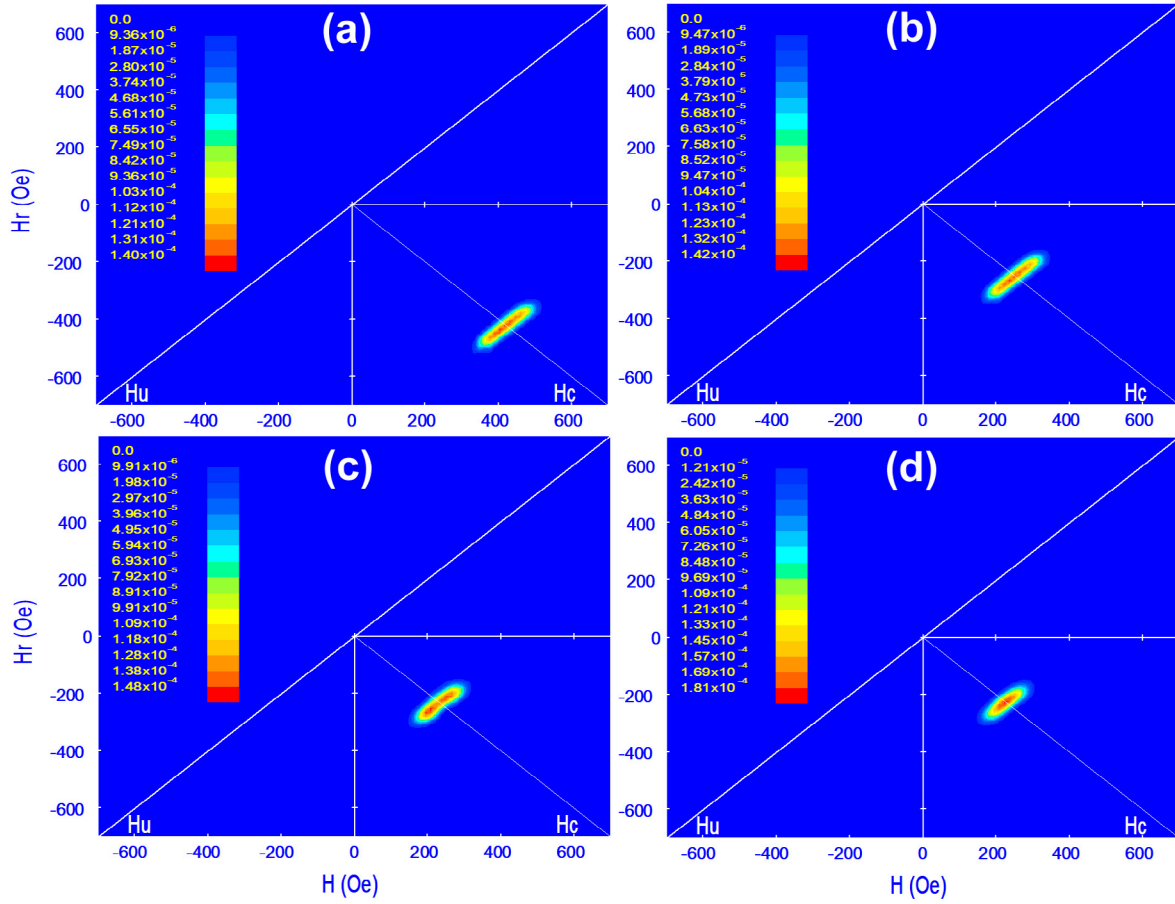 (a)
0.0
9.36x10⁻⁶
1.87x10⁻⁵
2.80x10⁻⁵
3.74x10⁻⁵
4.68x10⁻⁵
5.61x10⁻⁵
6.55x10⁻⁵
7.49x10⁻⁵
8.42x10⁻⁵
9.36x10⁻⁵
1.03x10⁻⁴
1.12x10⁻⁴
1.21x10⁻⁴
1.31x10⁻⁴
1.40x10⁻⁴
600
400
200
0
-200
-400
-600
Hr (Oe)
Hu
Hc
-600 -400 -200 0 200 400 600
(b)
0.0
9.47x10⁻⁶
1.89x10⁻⁵
2.84x10⁻⁵
3.79x10⁻⁵
4.73x10⁻⁵
5.68x10⁻⁵
6.63x10⁻⁵
7.58x10⁻⁵
8.52x10⁻⁵
9.47x10⁻⁵
1.04x10⁻⁴
1.13x10⁻⁴
1.23x10⁻⁴
1.32x10⁻⁴
1.42x10⁻⁴
600
400
200
0
-200
-400
-600
Hu
Hc
-600 -400 -200 0 200 400 600
(c)
0.0
9.91x10⁻⁶
1.98x10⁻⁵
2.97x10⁻⁵
3.96x10⁻⁵
4.95x10⁻⁵
5.94x10⁻⁵
6.93x10⁻⁵
7.92x10⁻⁵
8.91x10⁻⁵
9.91x10⁻⁵
1.09x10⁻⁴
1.18x10⁻⁴
1.28x10⁻⁴
1.38x10⁻⁴
1.48x10⁻⁴
600
400
200
0
-200
-400
-600
Hr (Oe)
Hu
Hc
-600 -400 -200 0 200 400 600
H (Oe)
(d)
0.0
1.21x10⁻⁵
2.42x10⁻⁵
3.63x10⁻⁵
4.84x10⁻⁵
6.05x10⁻⁵
7.26x10⁻⁵
8.48x10⁻⁵
9.69x10⁻⁵
1.09x10⁻⁴
1.21x10⁻⁴
1.33x10⁻⁴
1.45x10⁻⁴
1.57x10⁻⁴
1.69x10⁻⁴
1.81x10⁻⁴
600
400
200
0
-200
-400
-600
Hu
Hc
-600 -400 -200 0 200 400 600
H (Oe)